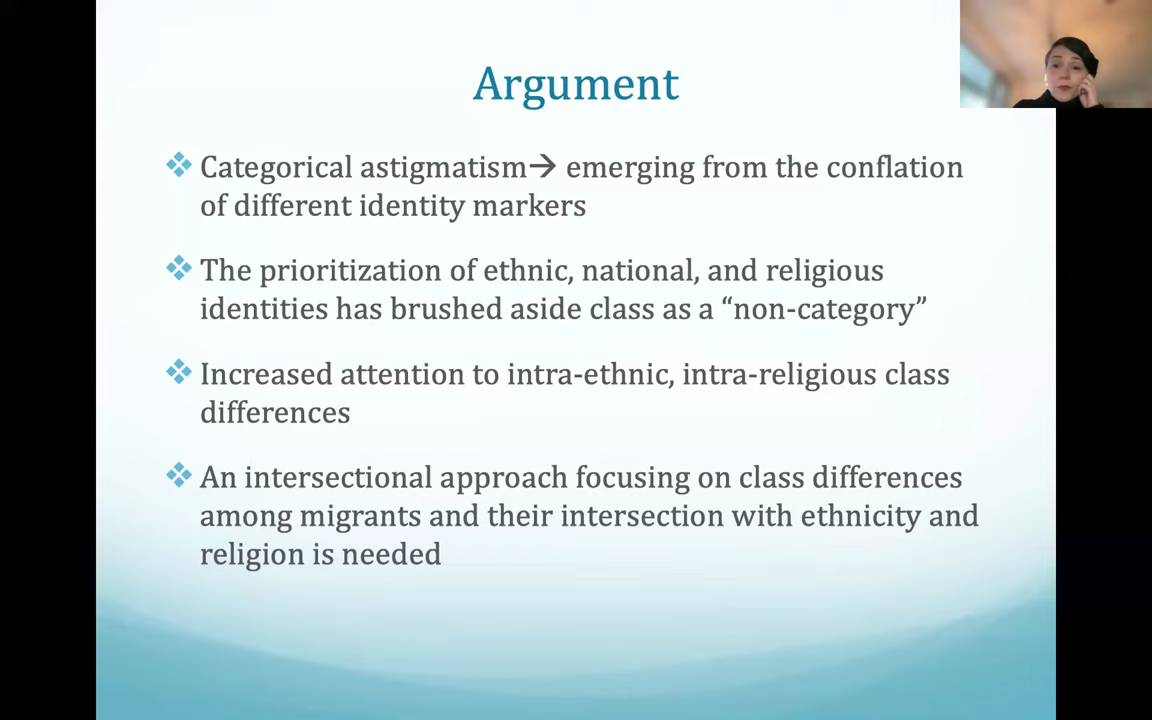 Argument
Categorical astigmatism→ emerging from the conflation
of different identity markers
The prioritization of ethnic, national, and religious
identities has brushed aside class as a “non-category”
Increased attention to intra-ethnic, intra-religious class
differences
An intersectional approach focusing on class differences
among migrants and their intersection with ethnicity and
religion is needed